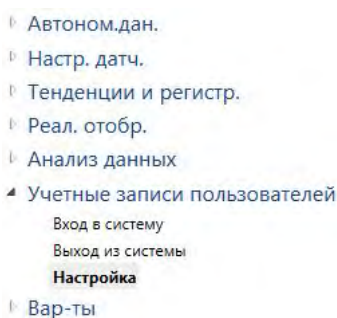 Автоном.дан.
Настр. датч.
Тенденции и регистр.
Реал. отобр.
Анализ данных
Учетные записи пользователей
Вход в систему
Выход из системы
Настройка
Вар-ты